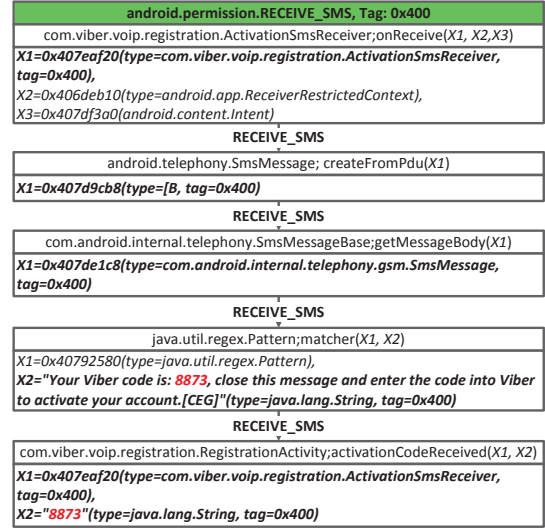 android.permission.RECEIVE_SMS, Tag: 0x400
com.viber.voip.registration.ActivationSmsReceiver;onReceive(X1, X2,X3)
X1=0x407eaf20(type=com.viber.voip.registration.ActivationSmsReceiver,
tag=0x400),
X2=0x406deb10(type=android.app.ReceiverRestrictedContext),
X3=0x407df3a0(android.content.Intent)
RECEIVE_SMS
android.telephony.SmsMessage; createFromPdu(X1)
X1=0x407d9cb8(type=[B, tag=0x400)
RECEIVE_SMS
com.android.internal.telephony.SmsMessageBase;getMessageBody(X1)
X1=0x407de1c8(type=com.android.internal.telephony.gsm.SmsMessage,
tag=0x400)
RECEIVE_SMS
java.util.regex.Pattern;matcher(X1, X2)
X1=0x40792580(type=java.util.regex.Pattern),
X2="Your Viber code is: 8873, close this message and enter the code into Viber
to activate your account.[CEG]"(type=java.lang.String, tag=0x400)
RECEIVE_SMS
com.viber.voip.registration.RegistrationActivity;activationCodeReceived(X1, X2)
X1=0x407eaf20(type=com.viber.voip.registration.ActivationSmsReceiver,
tag=0x400),
X2="8873"(type=java.lang.String, tag=0x400)